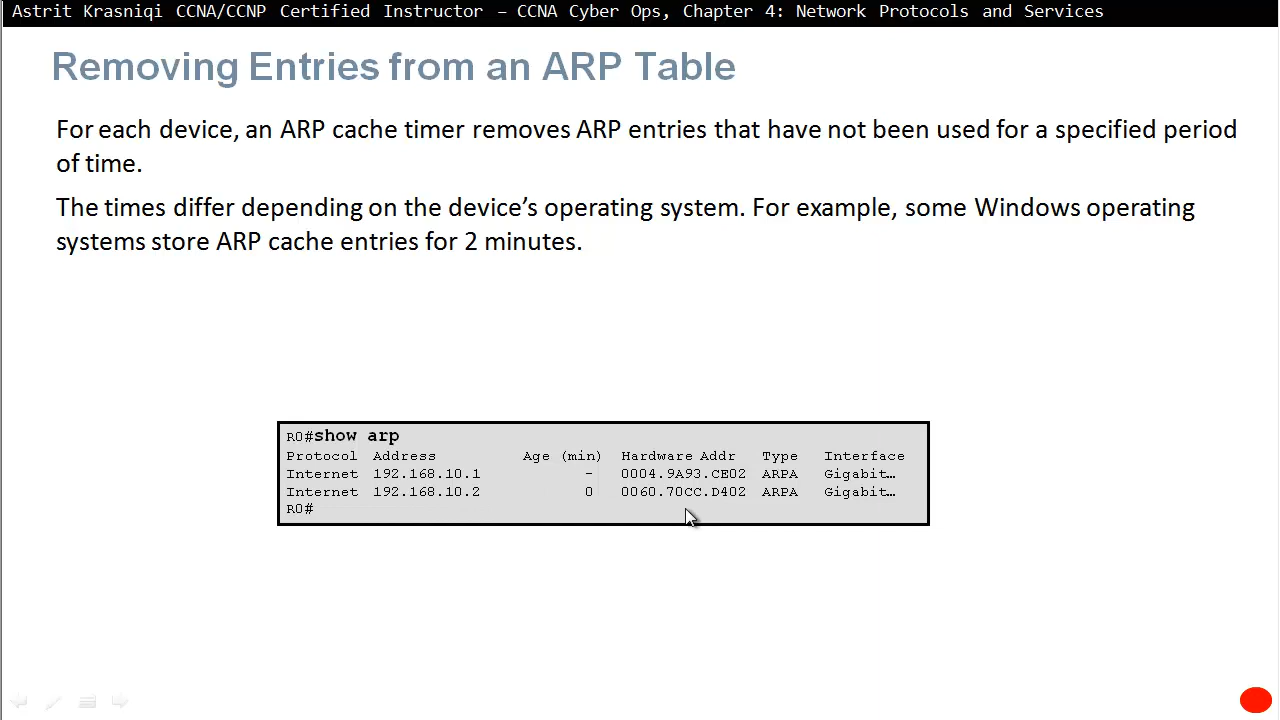 Astrit Krasniqi CCNA/CCNP Certified Instructor – CCNA Cyber Ops, Chapter 4: Network Protocols and Services
Removing Entries from an ARP Table
For each device, an ARP cache timer removes ARP entries that have not been used for a specified period
of time.
The times differ depending on the device’s operating system. For example, some Windows operating
systems store ARP cache entries for 2 minutes.
R0#show arp
Protocol Address Age (min) Hardware Addr Type Interface
Internet 192.168.10.1 - 0004.9A93.CE02 ARPA Gigabit…
Internet 192.168.10.2 0 0060.70CC.D402 ARPA Gigabit…
R0#